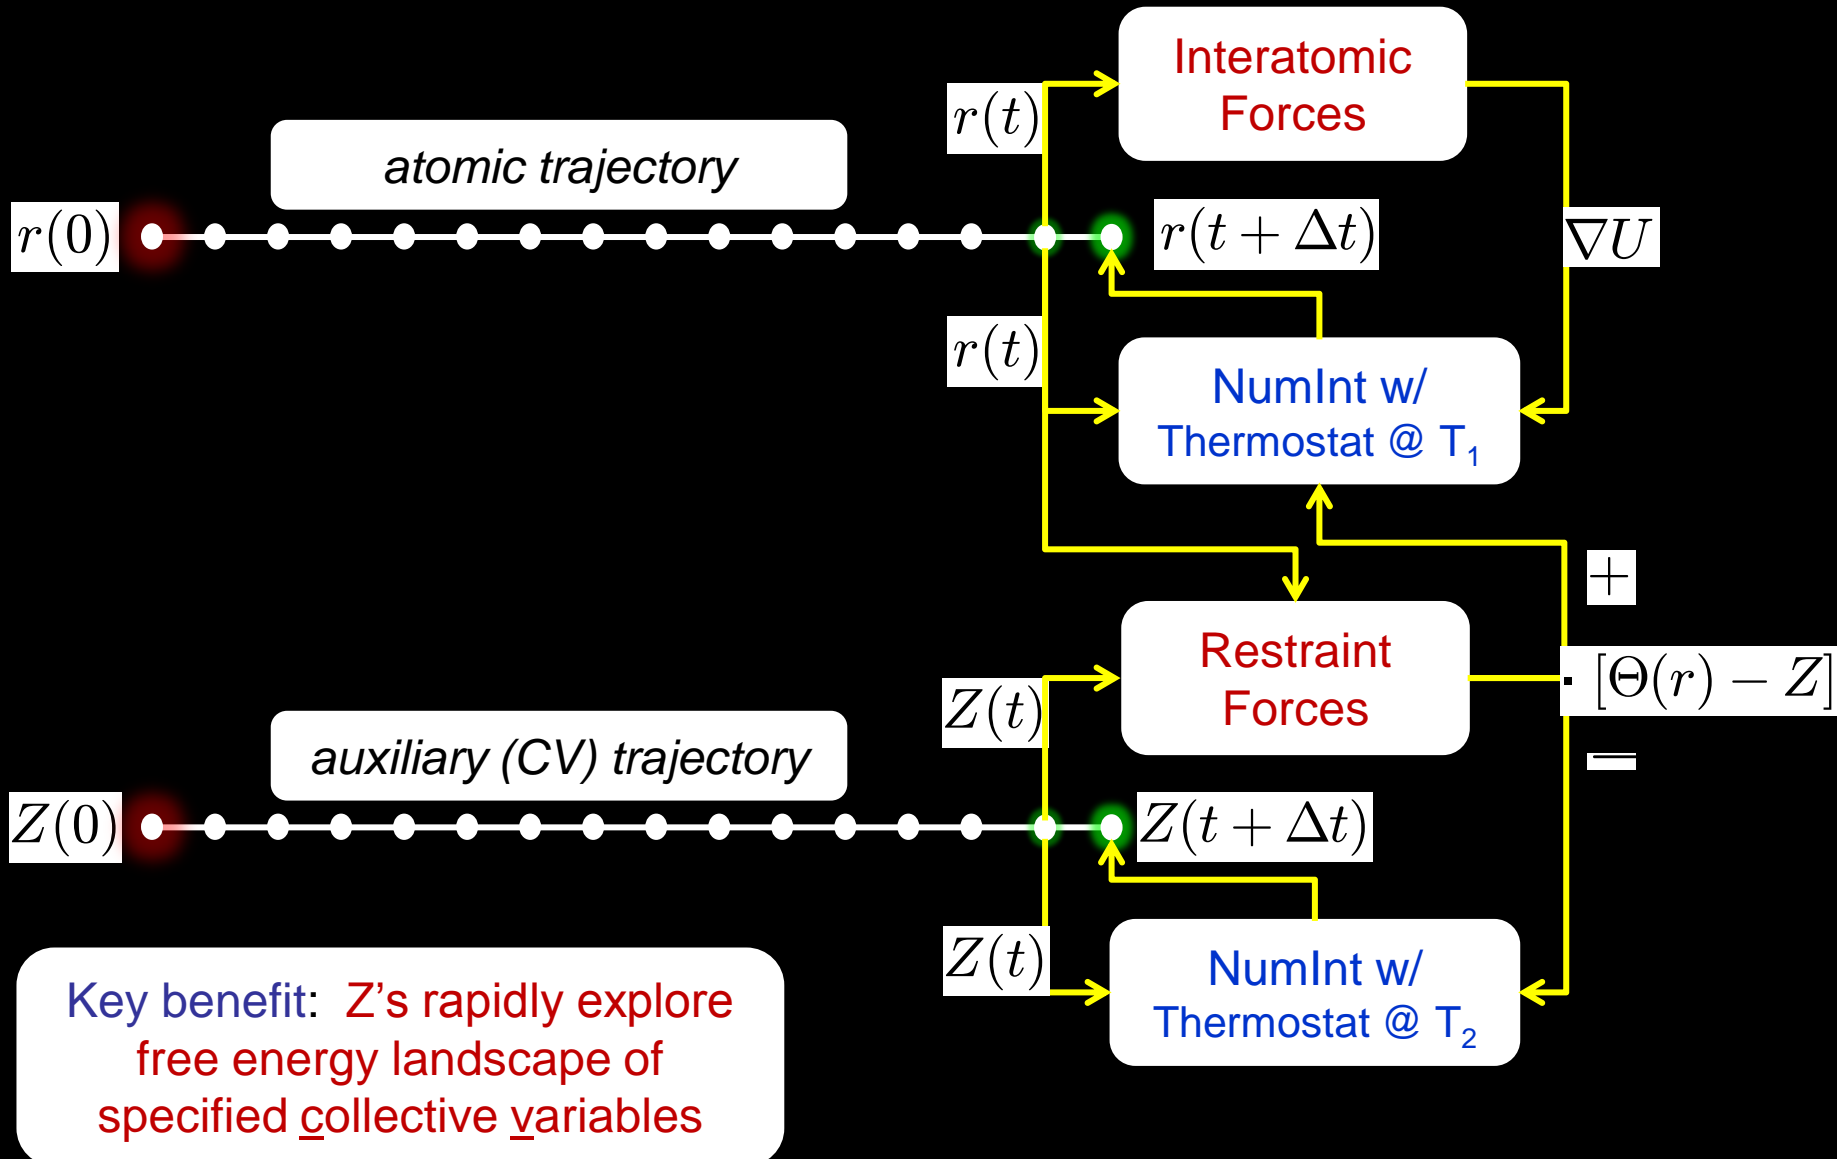 Interatomic
Forces
r(t)
atomic trajectory
r(0)
r(t + Δt)
∇U
r(t)
NumInt w/
Thermostat @ T₁
+
Restraint
Forces
· [Θ(r) − Z]
Z(t)
auxiliary (CV) trajectory
−
Z(0)
Z(t + Δt)
Z(t)
NumInt w/
Thermostat @ T₂
Key benefit: Z's rapidly explore
free energy landscape of
specified collective variables